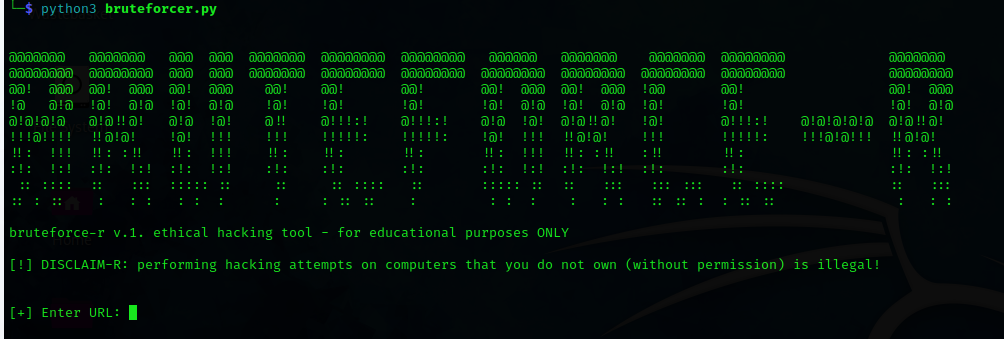 └─$ python3 bruteforcer.py
BRUTEFORCE-R
bruteforce-r v.1. ethical hacking tool - for educational purposes ONLY
[!] DISCLAIM-R: performing hacking attempts on computers that you do not own (without permission) is illegal!
[+] Enter URL: